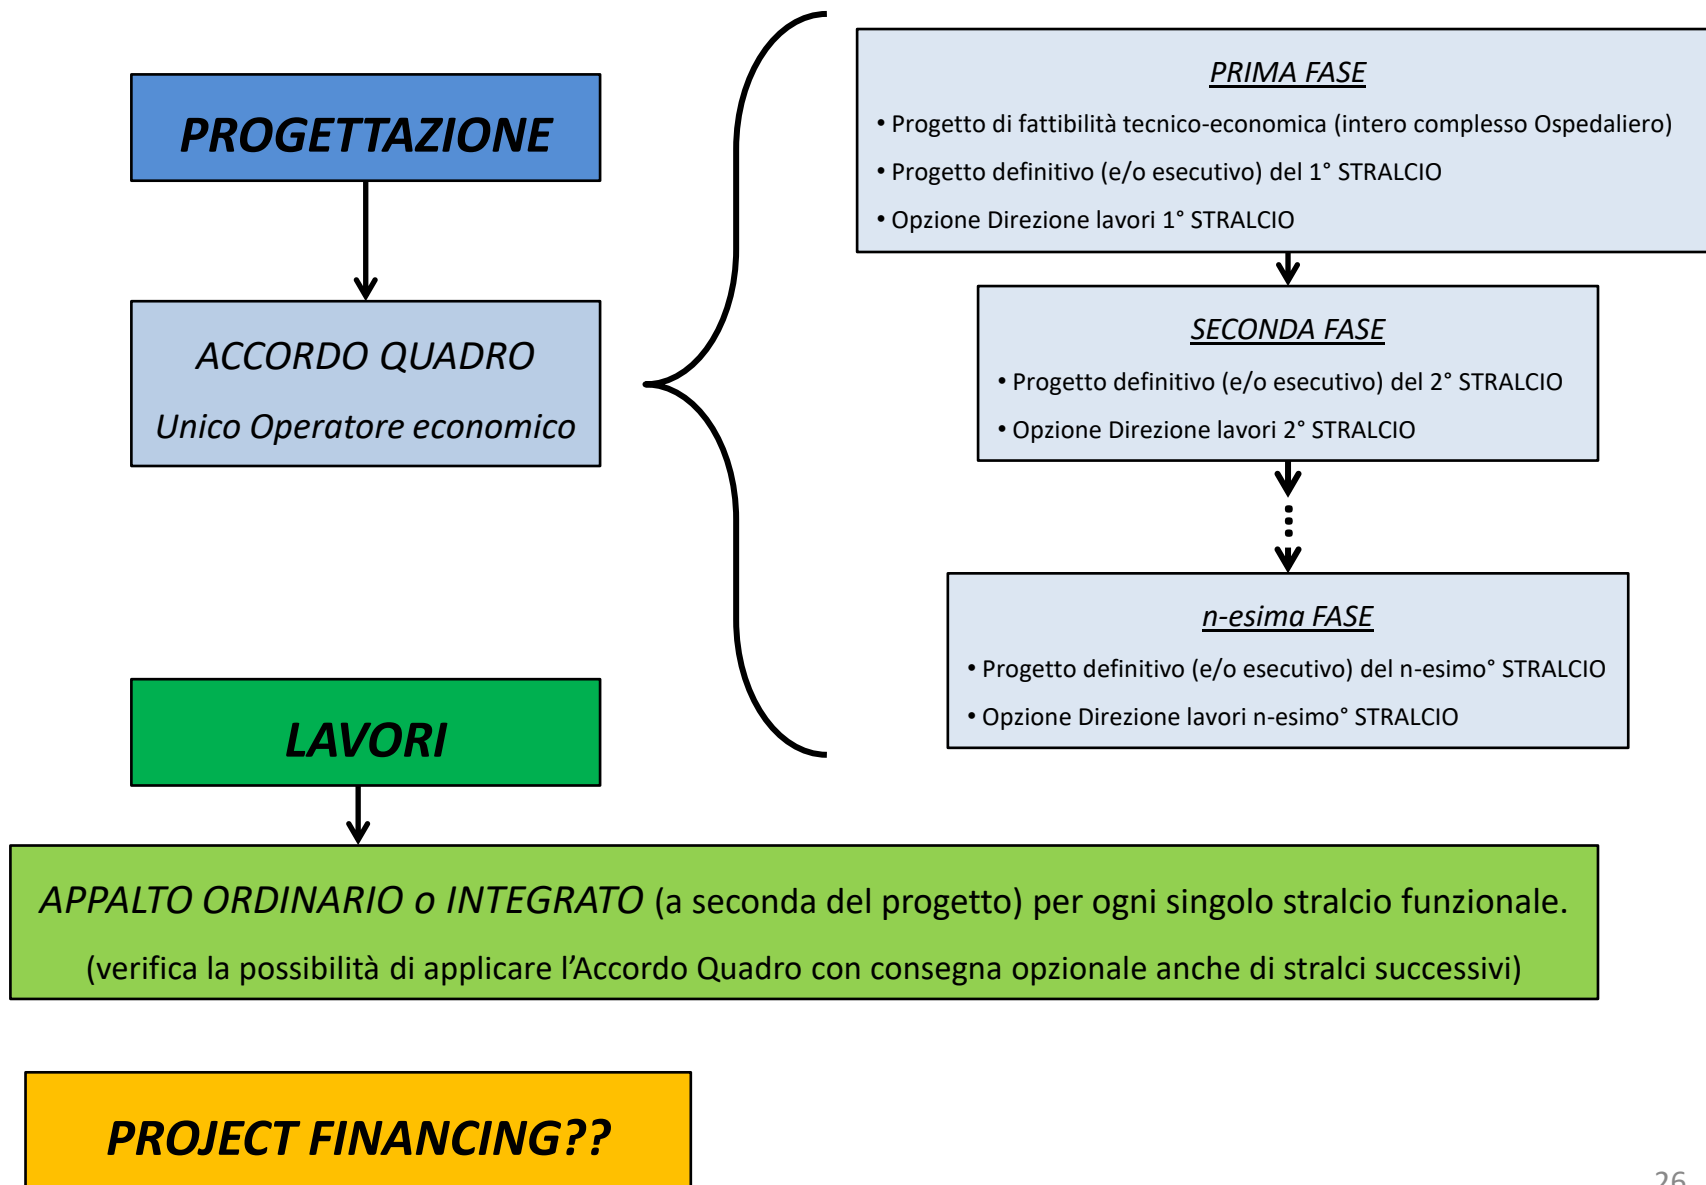 PROGETTAZIONE
ACCORDO QUADRO
Unico Operatore economico
PRIMA FASE
• Progetto di fattibilità tecnico-economica (intero complesso Ospedaliero)
• Progetto definitivo (e/o esecutivo) del 1° STRALCIO
• Opzione Direzione lavori 1° STRALCIO
SECONDA FASE
• Progetto definitivo (e/o esecutivo) del 2° STRALCIO
• Opzione Direzione lavori 2° STRALCIO
n-esima FASE
• Progetto definitivo (e/o esecutivo) del n-esimo° STRALCIO
• Opzione Direzione lavori n-esimo° STRALCIO
LAVORI
APPALTO ORDINARIO o INTEGRATO (a seconda del progetto) per ogni singolo stralcio funzionale.
(verifica la possibilità di applicare l’Accordo Quadro con consegna opzionale anche di stralci successivi)
PROJECT FINANCING??
26